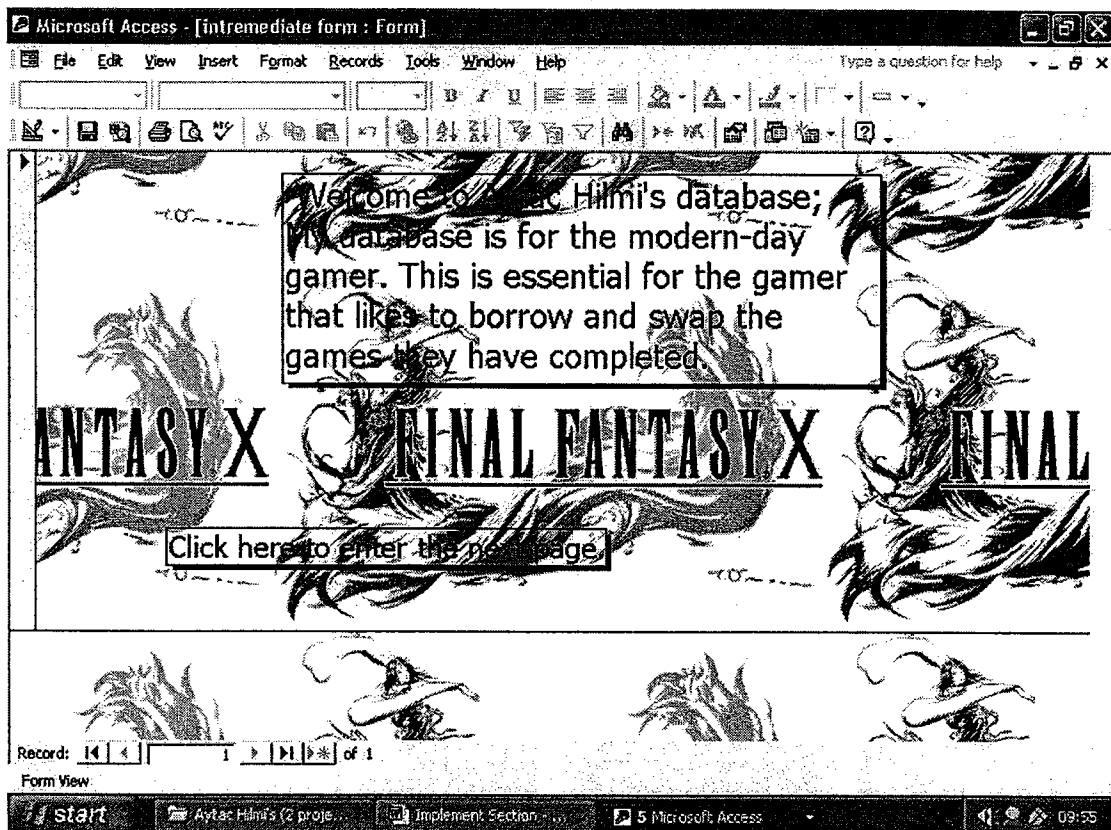 Microsoft Access - [intremediate form : Form]
File Edit View Insert Format Records Tools Window Help Type a question for help
Welcome to Aytac Hilmi's database;
My database is for the modern-day
gamer. This is essential for the gamer
that likes to borrow and swap the
games they have completed.
ANTASY X FINAL FANTASY X FINAL
Click here to enter the next page.
Record: 1 of 1
Form View
start Aytac Hilmi's (2 proje... Implement Section - ... 5 Microsoft Access 09:55